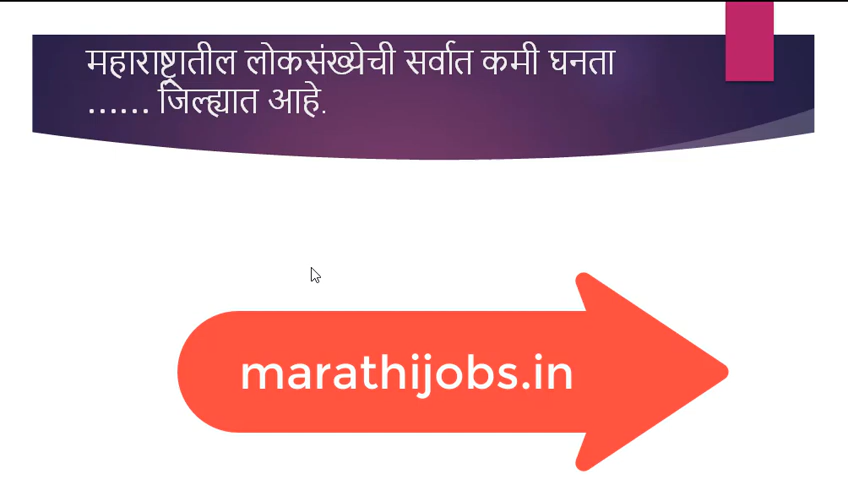 महाराष्ट्रातील लोकसंख्येची सर्वात कमी घनता
...... जिल्ह्यात आहे.
marathijobs.in